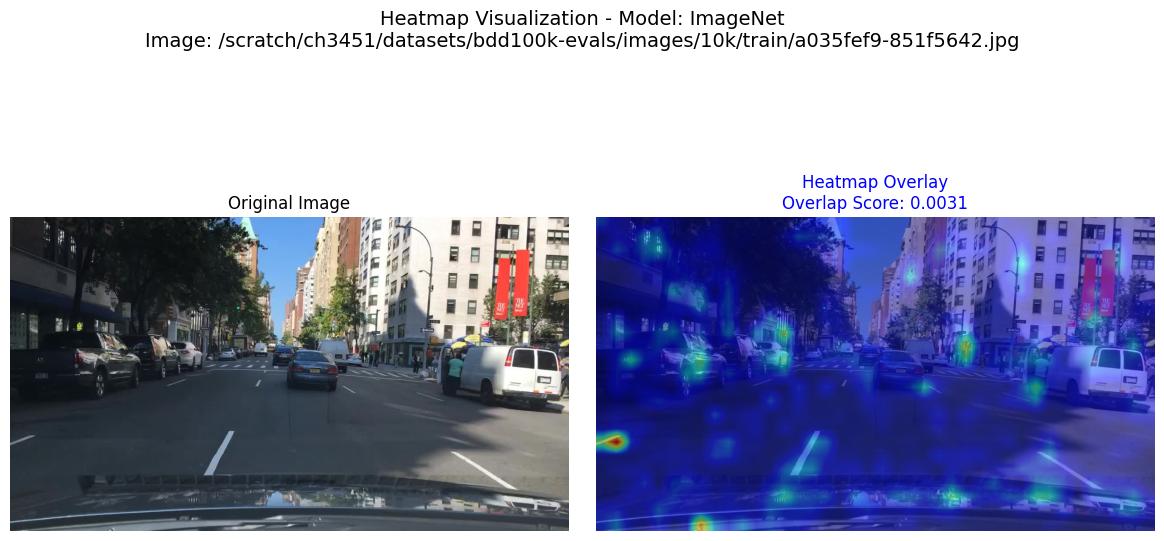 Heatmap Visualization - Model: ImageNet
Image: /scratch/ch3451/datasets/bdd100k-evals/images/10k/train/a035fef9-851f5642.jpg
Original Image
Heatmap Overlay
Overlap Score: 0.0031